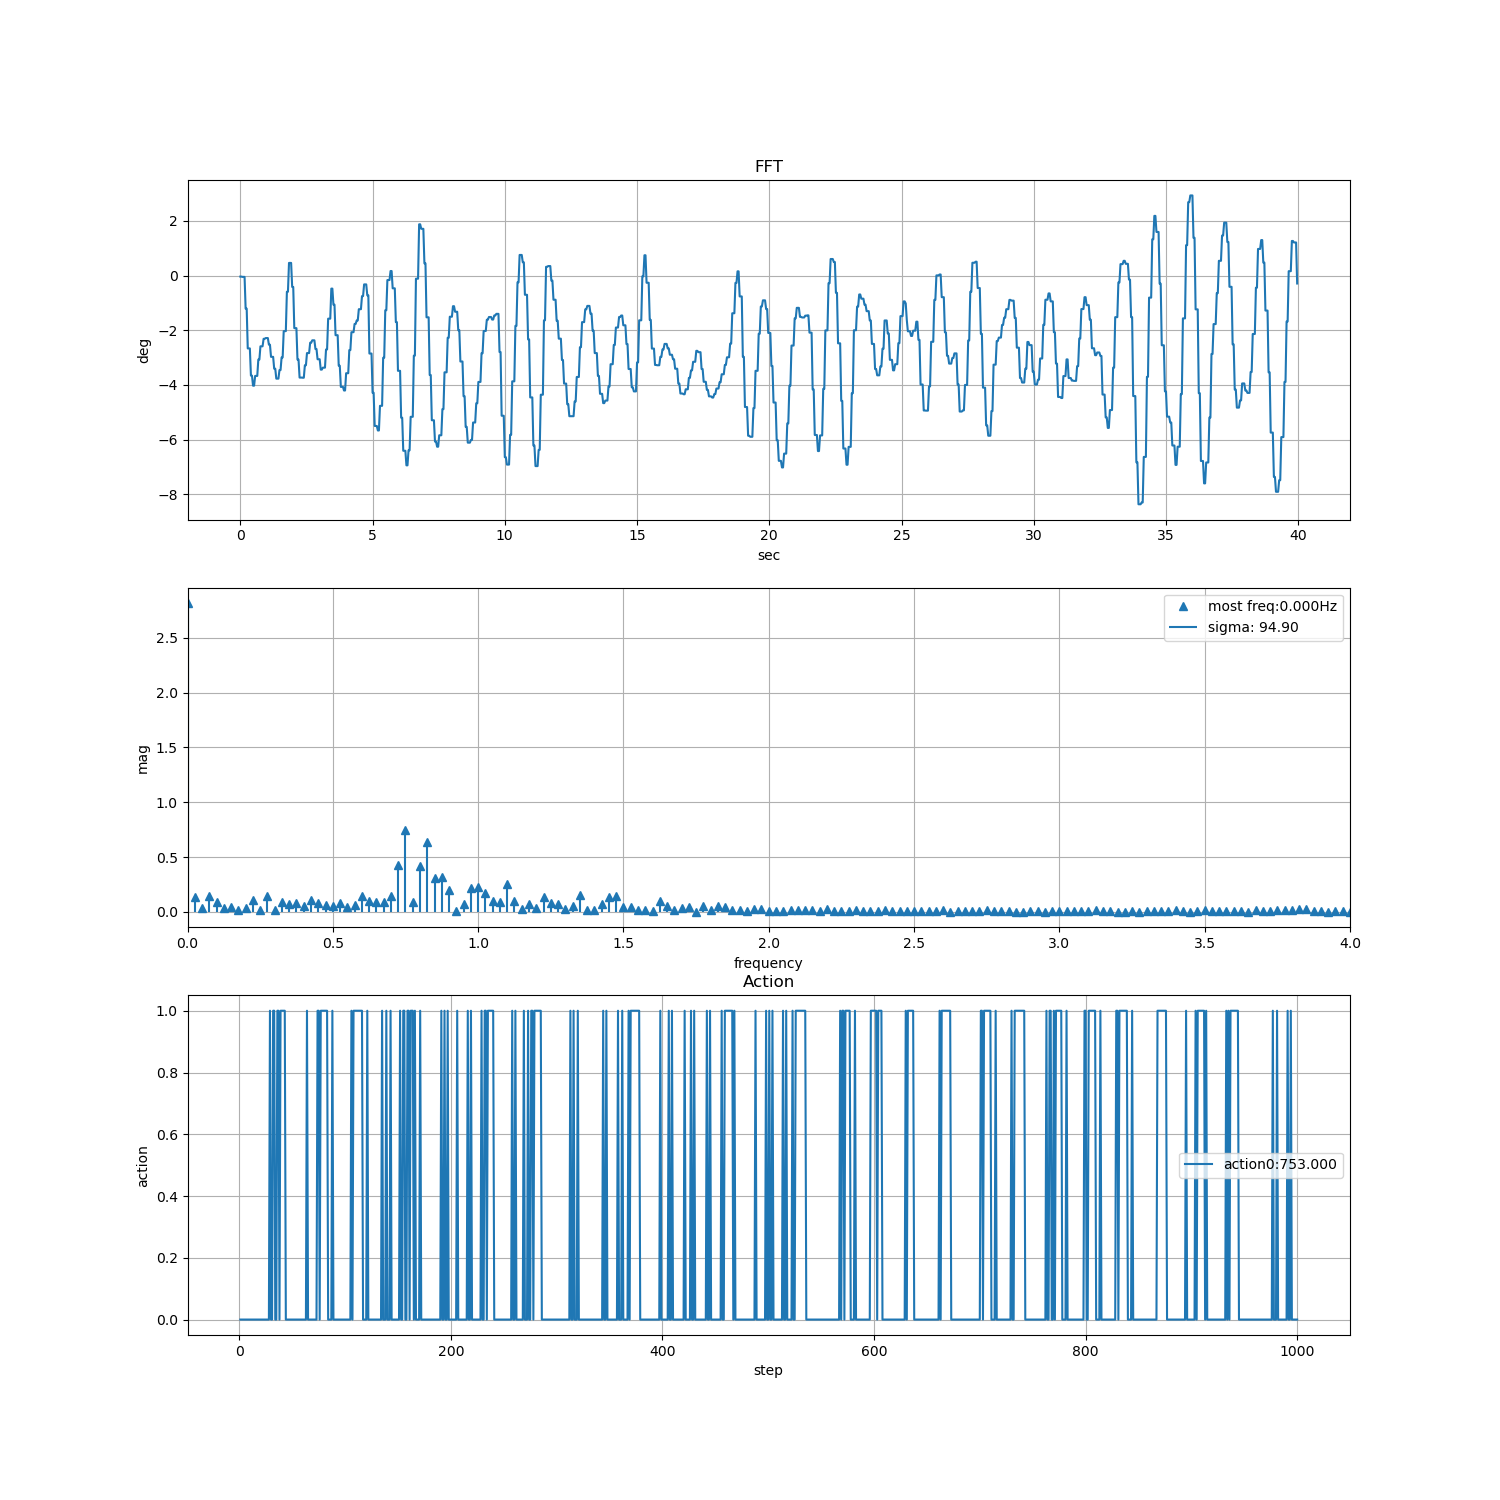 FFT
deg
2
0
−2
−4
−6
−8
0 5 10 15 20 25 30 35 40
sec
mag
2.5
2.0
1.5
1.0
0.5
0.0
most freq:0.000Hz
sigma: 94.90
0.0 0.5 1.0 1.5 2.0 2.5 3.0 3.5 4.0
frequency
Action
action
1.0
0.8
0.6
0.4
0.2
0.0
action0:753.000
0 200 400 600 800 1000
step